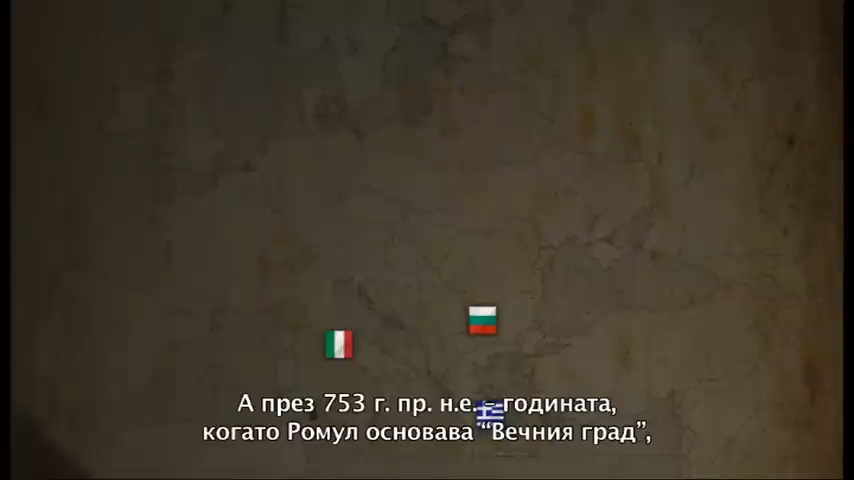 А през 753 г. пр. н.е. – годината,
когато Ромул основава “Вечния град”,